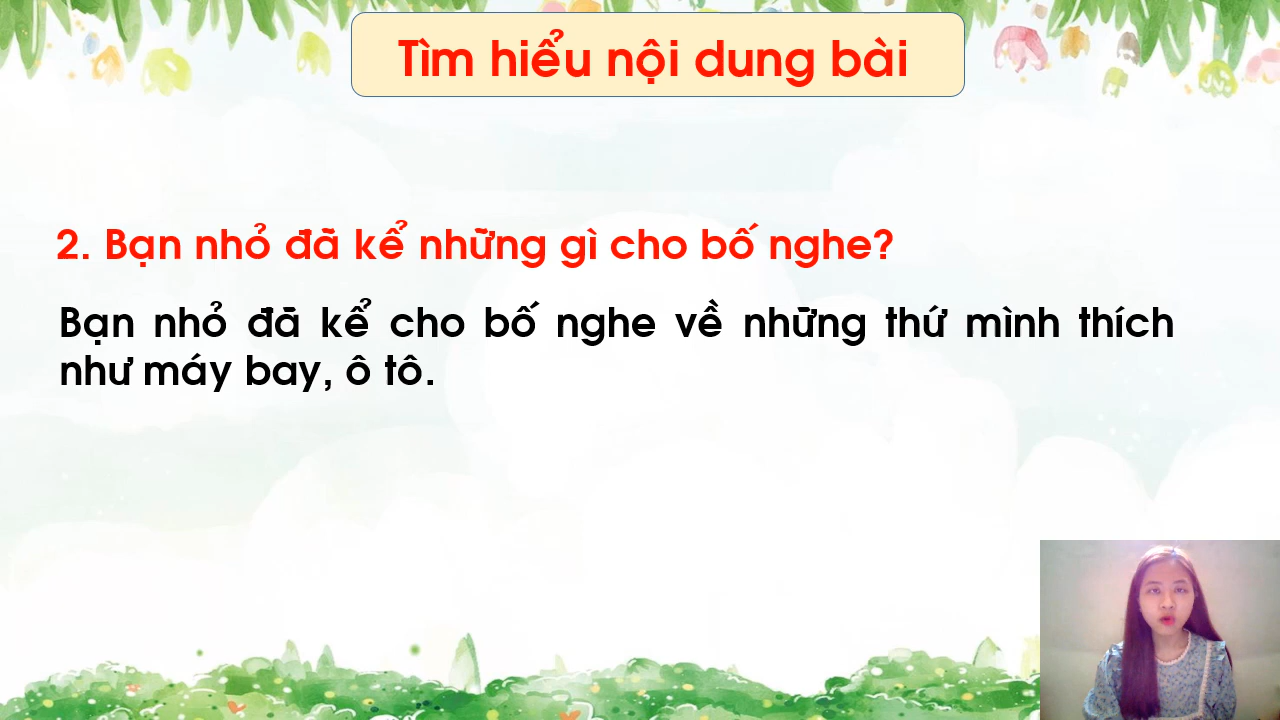 Tìm hiểu nội dung bài
2. Bạn nhỏ đã kể những gì cho bố nghe?
Bạn nhỏ đã kể cho bố nghe về những thứ mình thích
như máy bay, ô tô.